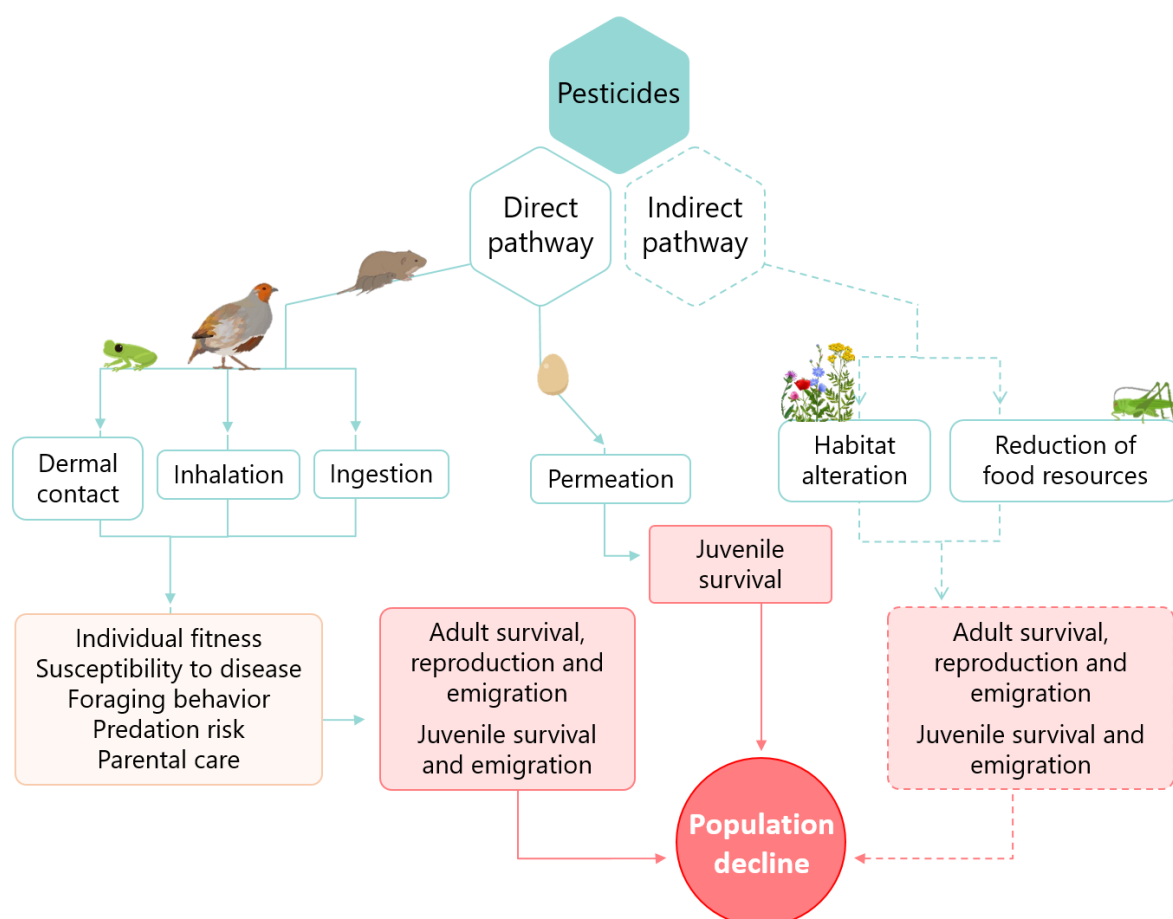 Pesticides
Direct
pathway
Indirect
pathway
Dermal
contact
Inhalation
Ingestion
Permeation
Habitat
alteration
Reduction of
food resources
Juvenile
survival
Individual fitness
Susceptibility to disease
Foraging behavior
Predation risk
Parental care
Adult survival,
reproduction and
emigration
Juvenile survival
and emigration
Adult survival,
reproduction and
emigration
Juvenile survival and
emigration
Population
decline